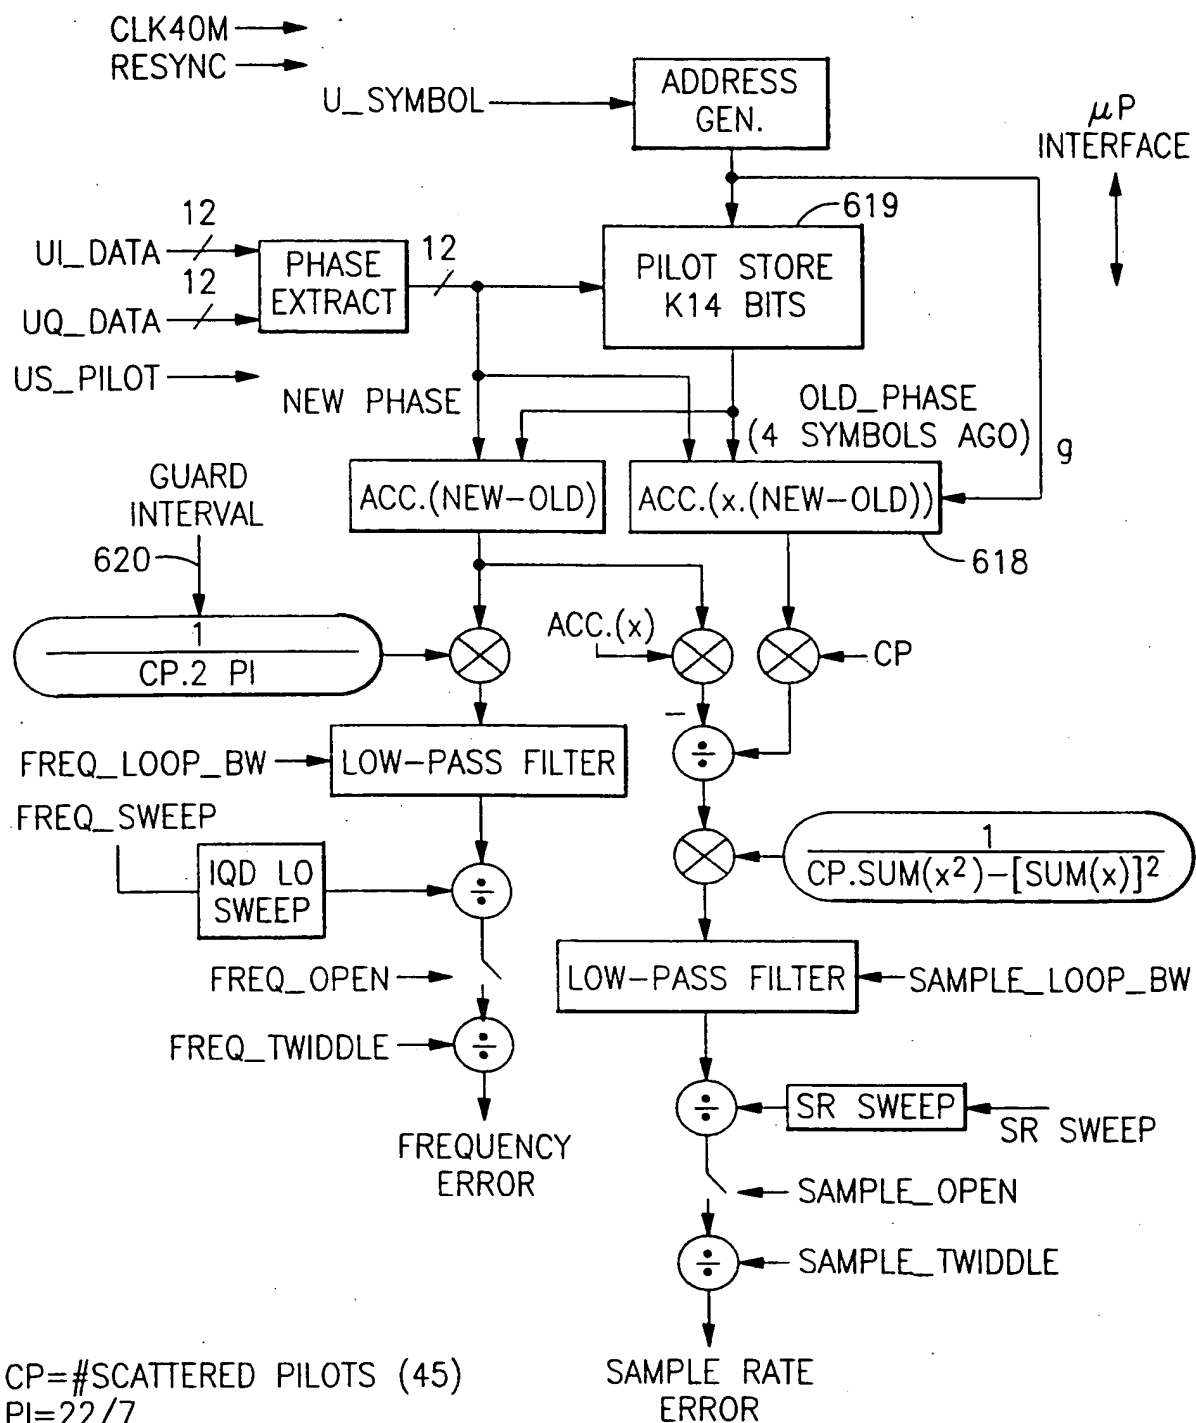 CLK40M
RESYNC
U_SYMBOL
ADDRESS
GEN.
μP
INTERFACE
619
12
UI_DATA
12
UQ_DATA
PHASE
EXTRACT
12
PILOT STORE
K14 BITS
US_PILOT
NEW PHASE
OLD_PHASE
(4 SYMBOLS AGO)
g
GUARD
INTERVAL
620
ACC.(NEW-OLD)
ACC.(x.(NEW-OLD))
618
1
CP.2 PI
ACC.(x)
CP
−
÷
FREQ_LOOP_BW
LOW-PASS FILTER
FREQ_SWEEP
IQD LO
SWEEP
÷
1
CP.SUM(x²)-[SUM(x)]²
FREQ_OPEN
LOW-PASS FILTER
SAMPLE_LOOP_BW
FREQ_TWIDDLE
÷
÷
SR SWEEP
SR SWEEP
FREQUENCY
ERROR
SAMPLE_OPEN
÷
SAMPLE_TWIDDLE
SAMPLE RATE
ERROR
CP=#SCATTERED PILOTS (45)
PI=22/7